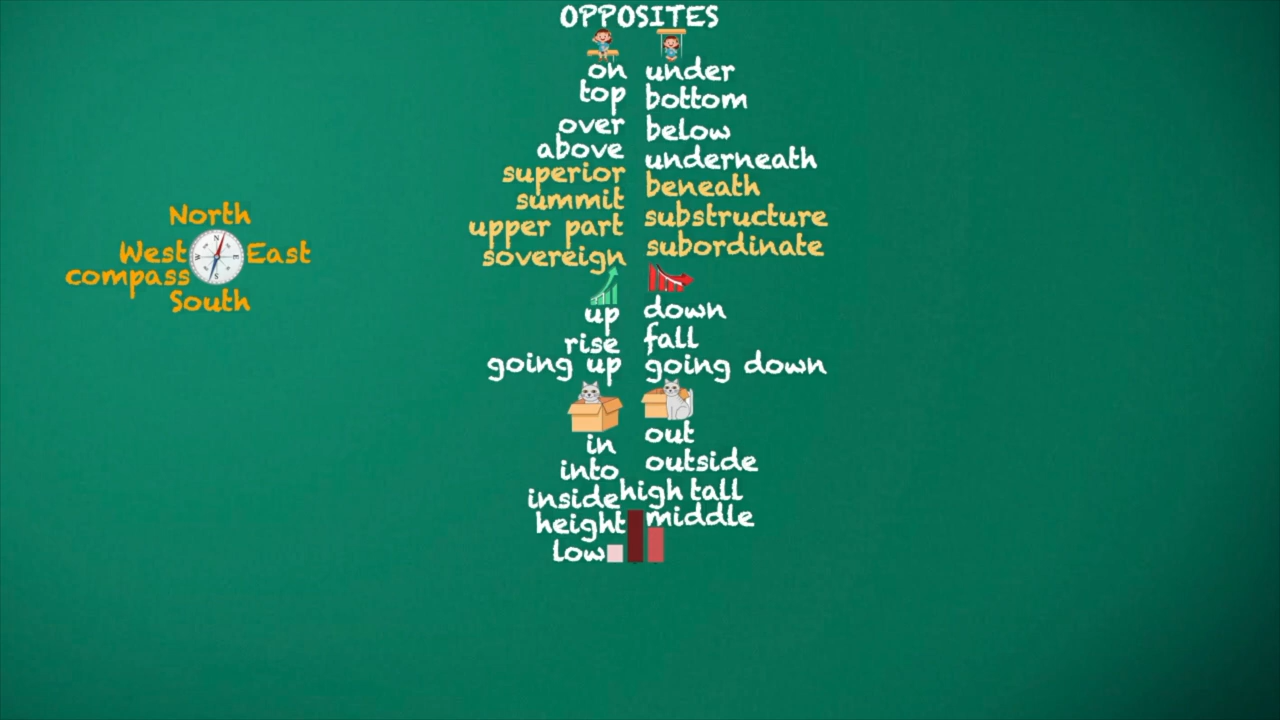 OPPOSITES
on under
top bottom
over below
above underneath
superior beneath
summit substructure
upper part subordinate
sovereign
North
West East
compass
South
up down
rise fall
going up going down
in out
into outside
inside high tall
height middle
low